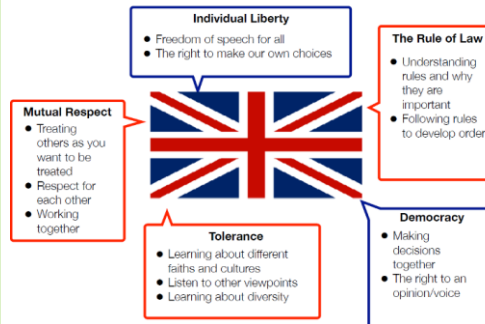 Individual Liberty
● Freedom of speech for all
● The right to make our own choices
The Rule of Law
● Understanding
rules and why
they are
important
● Following rules
to develop order
Mutual Respect
● Treating
others as you
want to be
treated
● Respect for
each other
● Working
together
Tolerance
● Learning about different
faiths and cultures
● Listen to other viewpoints
● Learning about diversity
Democracy
● Making
decisions
together
● The right to an
opinion/voice